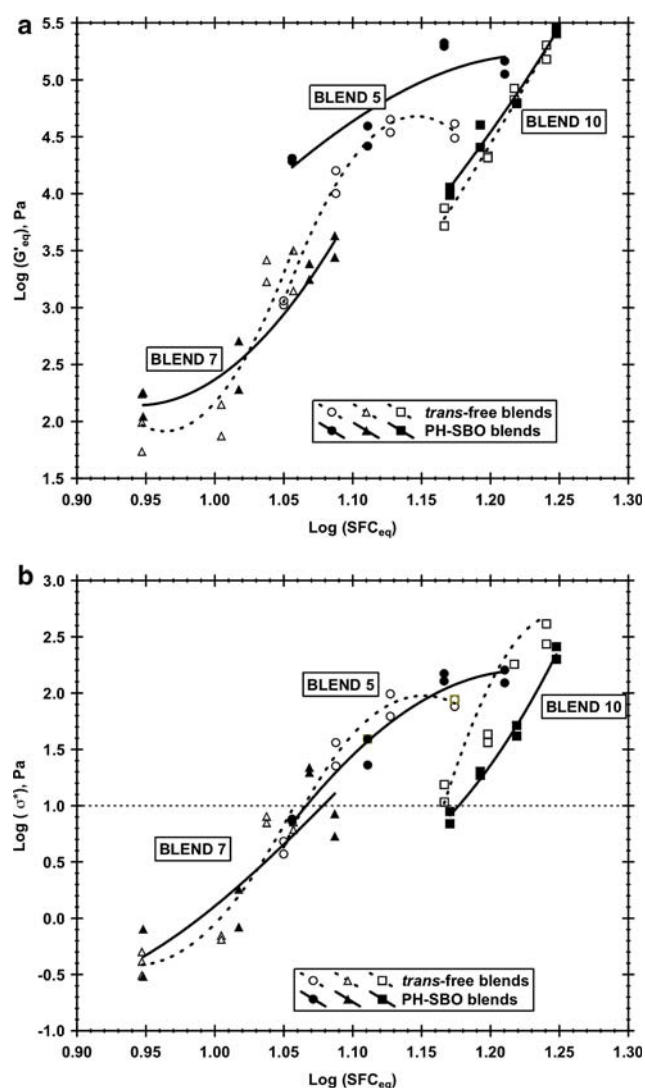 a
5.5
5.0
4.5
4.0
3.5
3.0
2.5
2.0
1.5
Log (G'eq), Pa
BLEND 5
BLEND 10
BLEND 7
trans-free blends
PH-SBO blends
0.90 0.95 1.00 1.05 1.10 1.15 1.20 1.25 1.30
Log (SFCeq)
b
3.0
2.5
2.0
1.5
1.0
0.5
0.0
-0.5
-1.0
Log ( σ*), Pa
BLEND 5
BLEND 10
BLEND 7
trans-free blends
PH-SBO blends
0.90 0.95 1.00 1.05 1.10 1.15 1.20 1.25 1.30
Log (SFCeq)